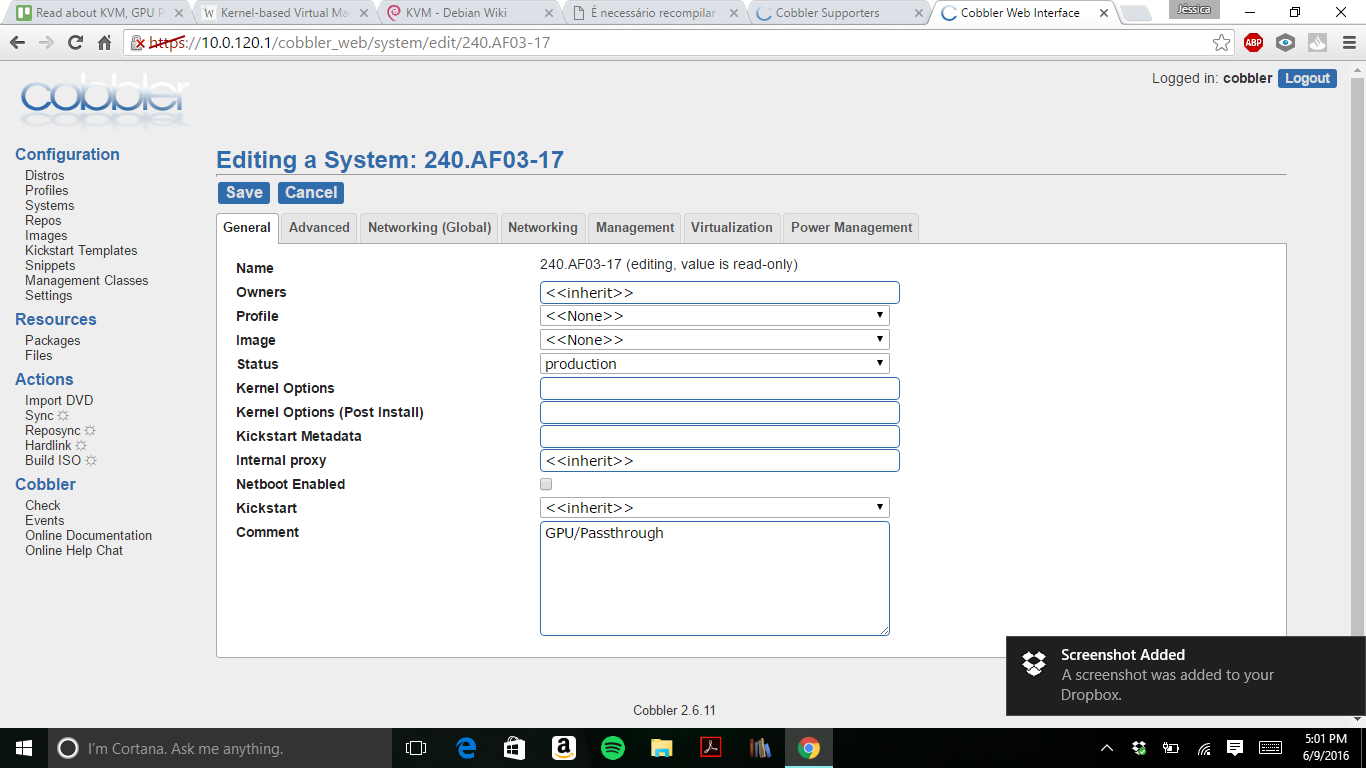 Read about KVM, GPU P
Kernel-based Virtual Ma
KVM - Debian Wiki
É necessário recompilar
Cobbler Supporters
Cobbler Web Interface
Jéssica
https://10.0.120.1/cobbler_web/system/edit/240.AF03-17
ABP
cobbler
Logged in: cobbler Logout
Configuration
Distros
Profiles
Systems
Repos
Images
Kickstart Templates
Snippets
Management Classes
Settings
Resources
Packages
Files
Actions
Import DVD
Sync
Reposync
Hardlink
Build ISO
Cobbler
Check
Events
Online Documentation
Online Help Chat
Editing a System: 240.AF03-17
Save Cancel
General Advanced Networking (Global) Networking Management Virtualization Power Management
Name 240.AF03-17 (editing, value is read-only)
Owners <<inherit>>
Profile <<None>>
Image <<None>>
Status production
Kernel Options
Kernel Options (Post Install)
Kickstart Metadata
Internal proxy <<inherit>>
Netboot Enabled
Kickstart <<inherit>>
Comment GPU/Passthrough
Cobbler 2.6.11
Screenshot Added
A screenshot was added to your
Dropbox.
I'm Cortana. Ask me anything.
5:01 PM
6/9/2016